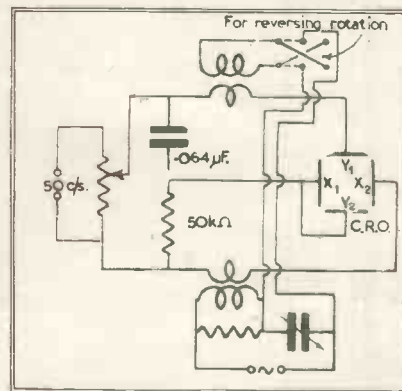 For reversing rotation
·064 μF.
50 c/s.
Y₁
X₁ X₂
Y₂
50kΩ
C.R.O.